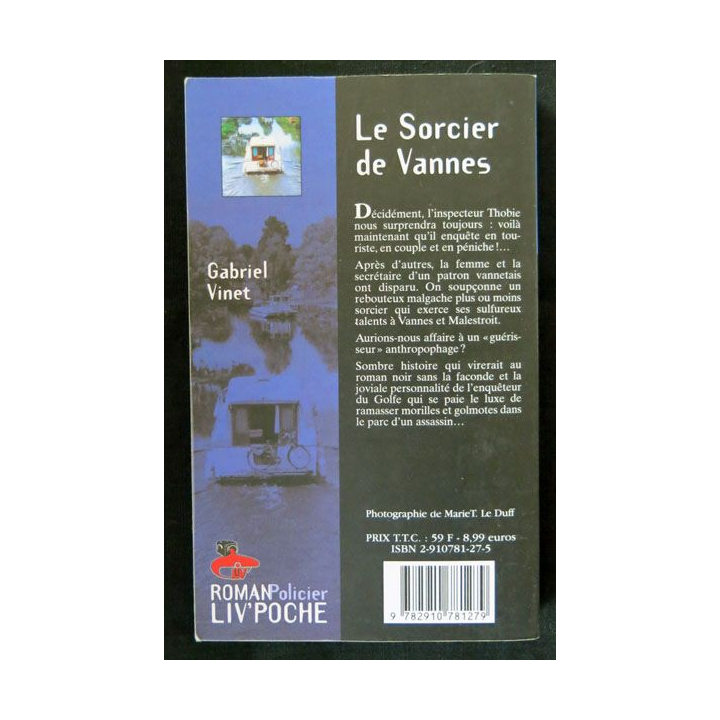 Le Sorcier
de Vannes
Décidément, l'inspecteur Thobie
nous surprendra toujours : voilà
maintenant qu'il enquête en tou-
riste, en couple et en péniche !...
Après d'autres, la femme et la
secrétaire d'un patron vannetais
ont disparu. On soupçonne un
rebouteux malgache plus ou moins
sorcier qui exerce ses sulfureux
talents à Vannes et Malestroit.
Aurions-nous affaire à un «guéris-
seur» anthropophage ?
Sombre histoire qui virerait au
roman noir sans la faconde et la
joviale personnalité de l'enquêteur
du Golfe qui se paie le luxe de
ramasser morilles et golmotes dans
le parc d'un assassin...
Gabriel
Vinet
Photographie de MarieT. Le Duff
PRIX T.T.C. : 59 F - 8,99 euros
ISBN 2-910781-27-5
9 782910 781279
ROMANPolicier
LIV'POCHE